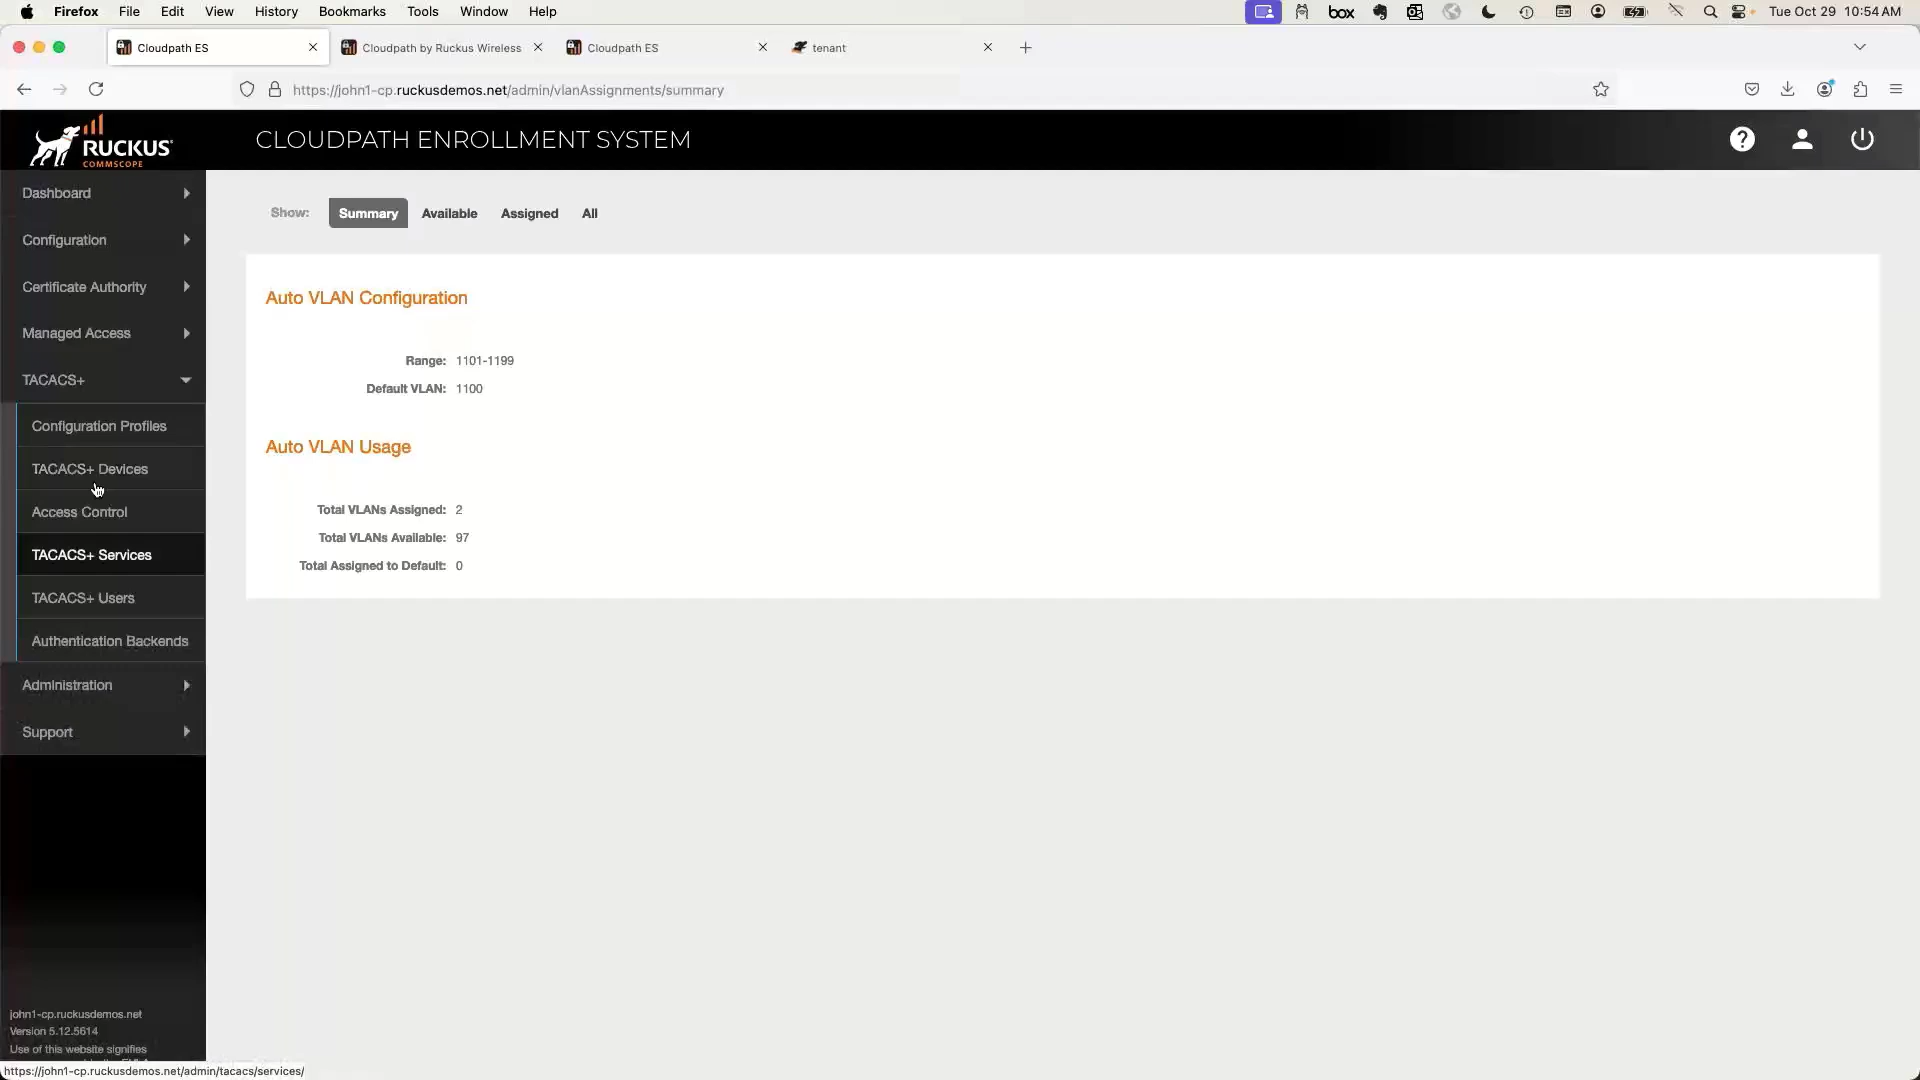 Firefox File Edit View History Bookmarks Tools Window Help box Tue Oct 29 10:54 AM
Cloudpath ES Cloudpath by Ruckus Wireless Cloudpath ES tenant
https://john1-cp.ruckusdemos.net/admin/vlanAssignments/summary
RUCKUS COMMSCOPE
CLOUDPATH ENROLLMENT SYSTEM
Dashboard
Configuration
Certificate Authority
Managed Access
TACACS+
Configuration Profiles
TACACS+ Devices
Access Control
TACACS+ Services
TACACS+ Users
Authentication Backends
Administration
Support
Show: Summary Available Assigned All
Auto VLAN Configuration
Range: 1101-1199
Default VLAN: 1100
Auto VLAN Usage
Total VLANs Assigned: 2
Total VLANs Available: 97
Total Assigned to Default: 0
john1-cp.ruckusdemos.net
Version 5.12.5614
Use of this website signifies
https://john1-cp.ruckusdemos.net/admin/tacacs/services/